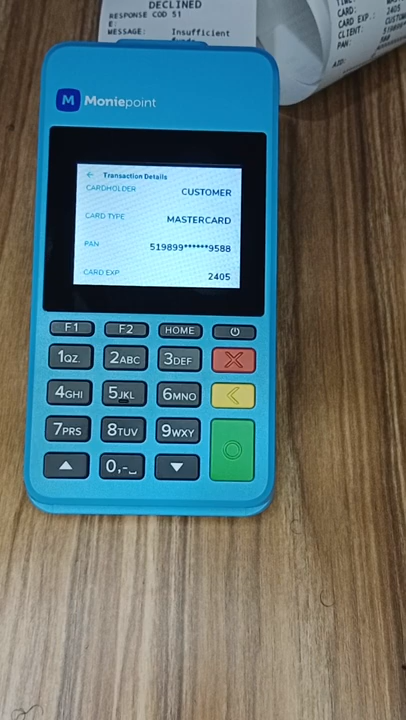 DECLINED
RESPONSE COD 51
E:
MESSAGE: Insufficient
CARD: 2405
CARD EXP.: CUSTOM
CLIENT:
PAN:
AID:
M Moniepoint
← Transaction Details
CARDHOLDER CUSTOMER
CARD TYPE MASTERCARD
PAN 519899******9588
CARD EXP 2405
F1 F2 HOME
1QZ. 2ABC 3DEF
4GHI 5JKL 6MNO
7PRS 8TUV 9WXY
0,-⎵